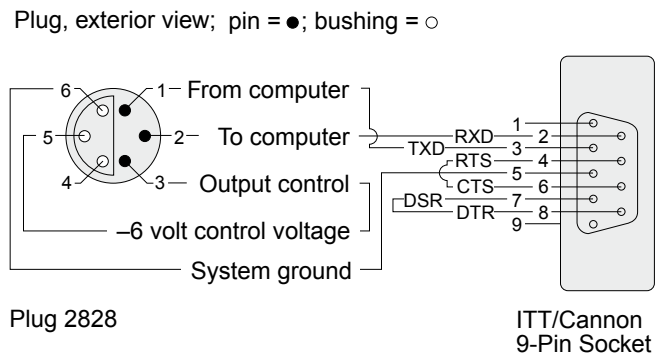 Plug, exterior view; pin = ●; bushing = ○
6
1
From computer
5
2
To computer
4
3
Output control
–6 volt control voltage
System ground
RXD
TXD
RTS
CTS
DSR
DTR
1
2
3
4
5
6
7
8
9
Plug 2828
ITT/Cannon
9-Pin Socket